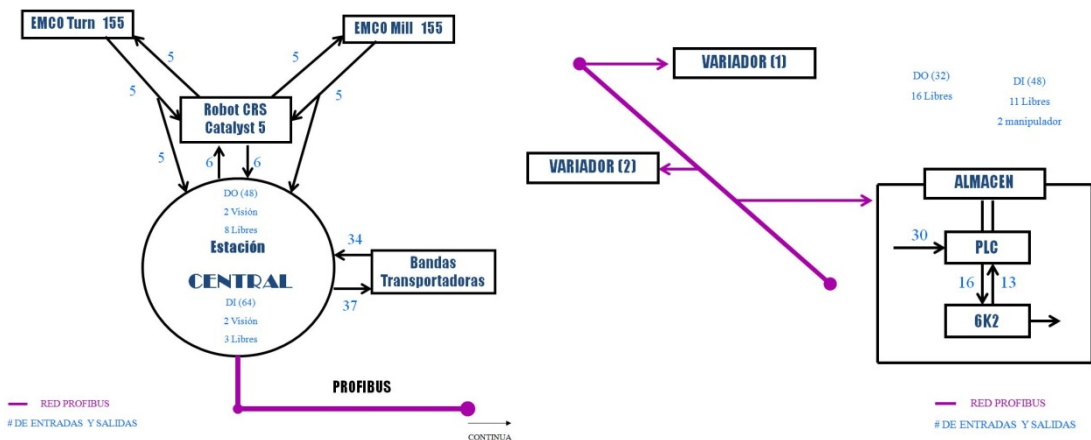 EMCO Turn 155
EMCO Mill 155
5
5
5
5
Robot CRS
Catalyst 5
5
6
6
DO (48)
2 Visión
8 Libres
Estación
CENTRAL
DI (64)
2 Visión
3 Libres
34
Bandas
Transportadoras
37
PROFIBUS
RED PROFIBUS
# DE ENTRADAS Y SALIDAS
CONTINUA
VARIADOR (1)
VARIADOR (2)
DO (32)
16 Libres
DI (48)
11 Libres
2 manipulador
ALMACEN
30
PLC
16
13
6K2
RED PROFIBUS
# DE ENTRADAS Y SALIDAS